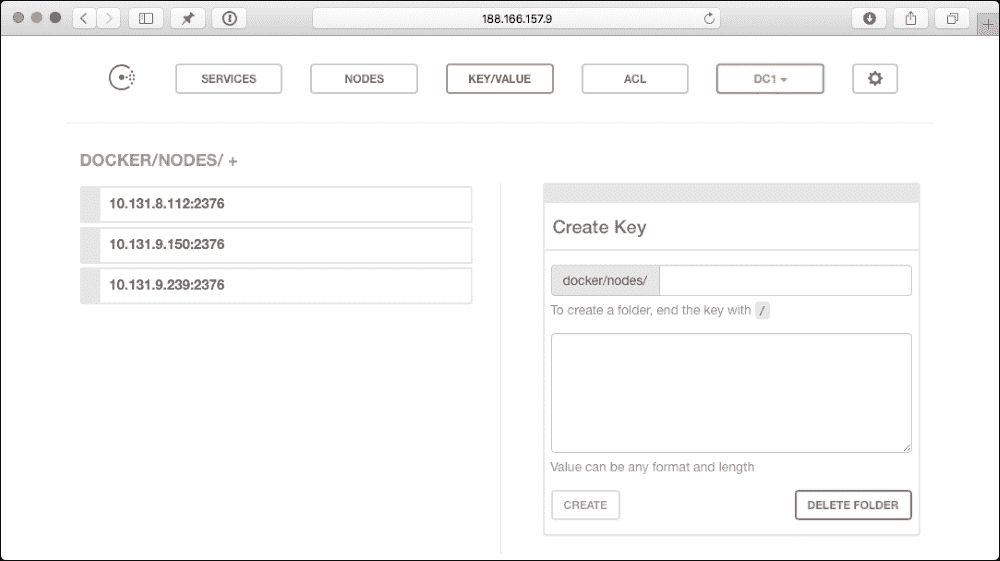 188.166.157.9
SERVICES
NODES
KEY/VALUE
ACL
DC1
DOCKER/NODES/ +
10.131.8.112:2376
10.131.9.150:2376
10.131.9.239:2376
Create Key
docker/nodes/
To create a folder, end the key with /
Value can be any format and length
CREATE
DELETE FOLDER